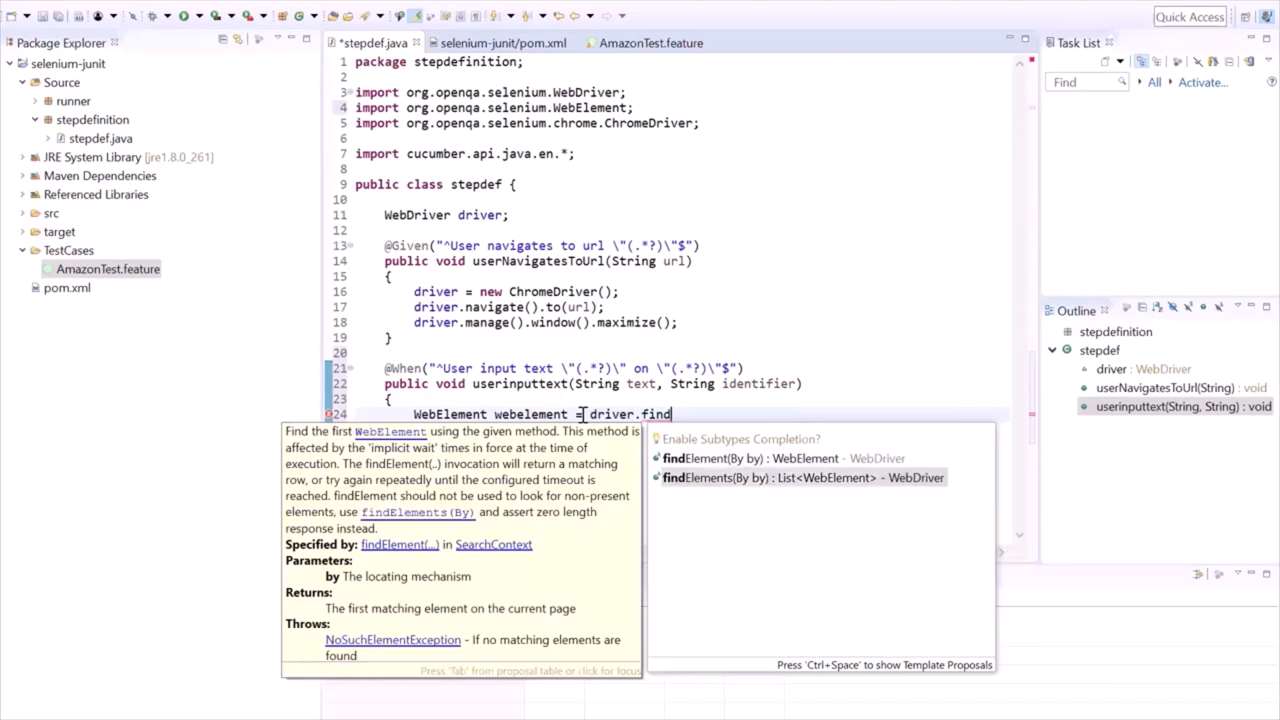 Quick Access
Package Explorer
selenium-junit
Source
runner
stepdefinition
stepdef.java
JRE System Library [jre1.8.0_261]
Maven Dependencies
Referenced Libraries
src
target
TestCases
AmazonTest.feature
pom.xml
*stepdef.java
selenium-junit/pom.xml
AmazonTest.feature
1 package stepdefinition;
2
3 import org.openqa.selenium.WebDriver;
4 import org.openqa.selenium.WebElement;
5 import org.openqa.selenium.chrome.ChromeDriver;
6
7 import cucumber.api.java.en.*;
8
9 public class stepdef {
10
11 WebDriver driver;
12
13 @Given("^User navigates to url \"(.*?)\"$")
14 public void userNavigatesToUrl(String url)
15 {
16 driver = new ChromeDriver();
17 driver.navigate().to(url);
18 driver.manage().window().maximize();
19 }
20
21 @When("^User input text \"(.*?)\" on \"(.*?)\"$")
22 public void userinputtext(String text, String identifier)
23 {
24 WebElement webelement = driver.find
Find the first WebElement using the given method. This method is
affected by the 'implicit wait' times in force at the time of
execution. The findElement(..) invocation will return a matching
row, or try again repeatedly until the configured timeout is
reached. findElement should not be used to look for non-present
elements, use findElements(By) and assert zero length
response instead.
Specified by: findElement(...) in SearchContext
Parameters:
by The locating mechanism
Returns:
The first matching element on the current page
Throws:
NoSuchElementException - If no matching elements are
found
Press 'Tab' from proposal table or click for focus
Enable Subtypes Completion?
findElement(By by) : WebElement - WebDriver
findElements(By by) : List<WebElement> - WebDriver
Press 'Ctrl+Space' to show Template Proposals
Task List
Find
All
Activate...
Outline
stepdefinition
stepdef
driver : WebDriver
userNavigatesToUrl(String) : void
userinputtext(String, String) : void